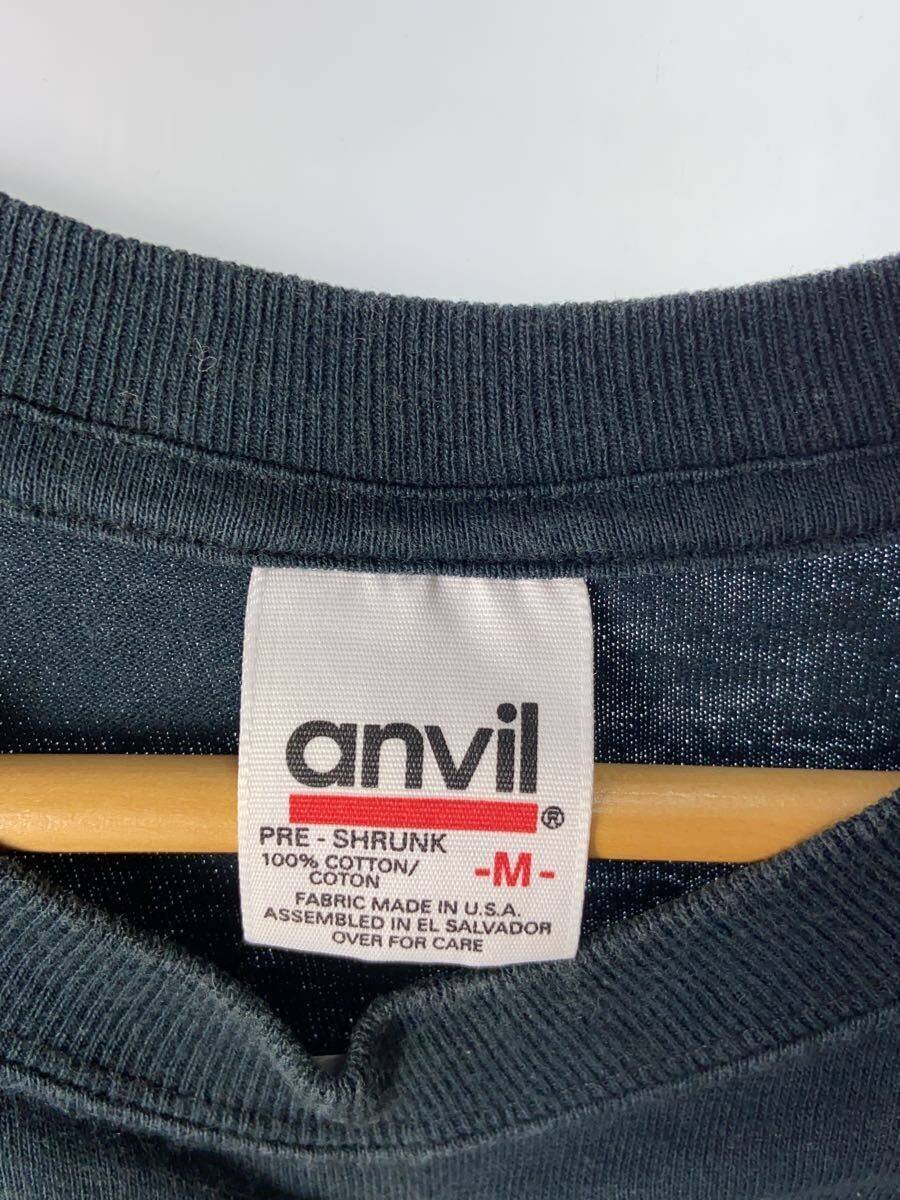 anvil®
PRE - SHRUNK
100% COTTON/
COTON
-M-
FABRIC MADE IN U.S.A.
ASSEMBLED IN EL SALVADOR
OVER FOR CARE